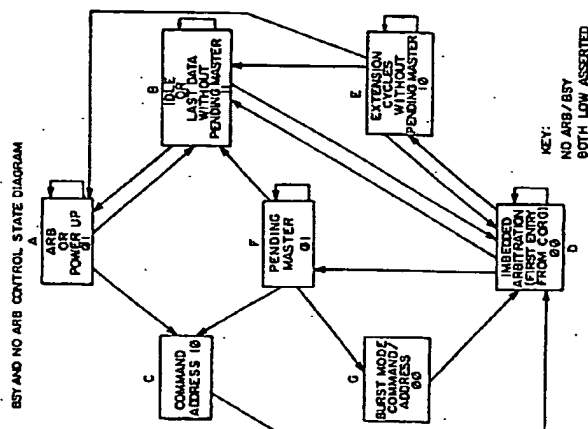 BSY AND NO ARB CONTROL STATE DIAGRAM
A
ARB
OR
POWER UP
01
B
IDLE
OR
LAST DATA
WITHOUT
PENDING MASTER
11
C
COMMAND
ADDRESS 10
F
PENDING
MASTER
01
E
EXTENSION
CYCLES
WITHOUT
PENDING MASTER
10
G
BURST MODE
COMMAND/
ADDRESS
00
IMBEDDED
ARBITRATION
(FIRST ENTRY
FROM C OR G)
00
D
KEY:
NO ARB/BSY
BOTH LOW ASSERTED